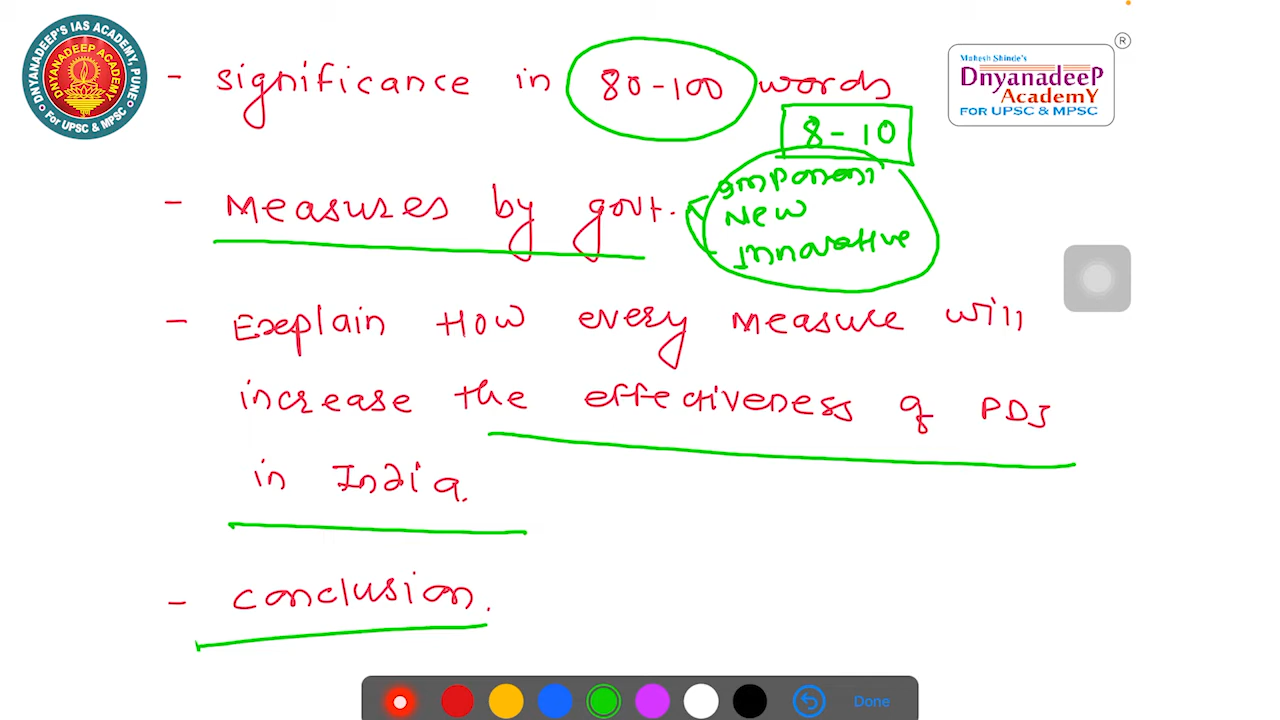 DNYANADEEP'S IAS ACADEMY, PUNE
DNYANADEEP ACADEMY
For UPSC & MPSC
Mahesh Shinde's
DnyanadeeP
AcademY
FOR UPSC & MPSC
®
- significance in 80-100 words
8-10
- Measures by govt.
Important
New
Innovative
- Explain How every measure will
increase the effectiveness of PDS
in India.
- conclusion.
Done